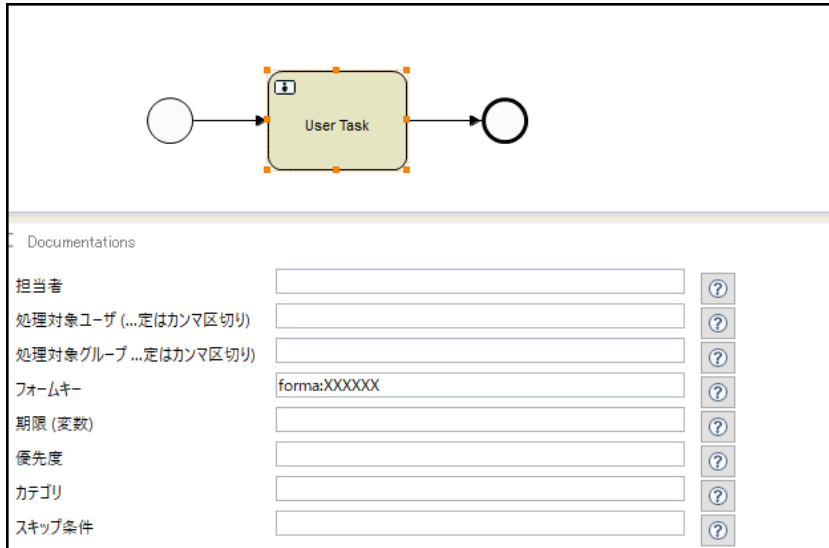 User Task
Documentations
担当者
処理対象ユーザ (...定はカンマ区切り)
処理対象グループ ...定はカンマ区切り)
フォームキー forma:XXXXXX
期限 (変数)
優先度
カテゴリ
スキップ条件